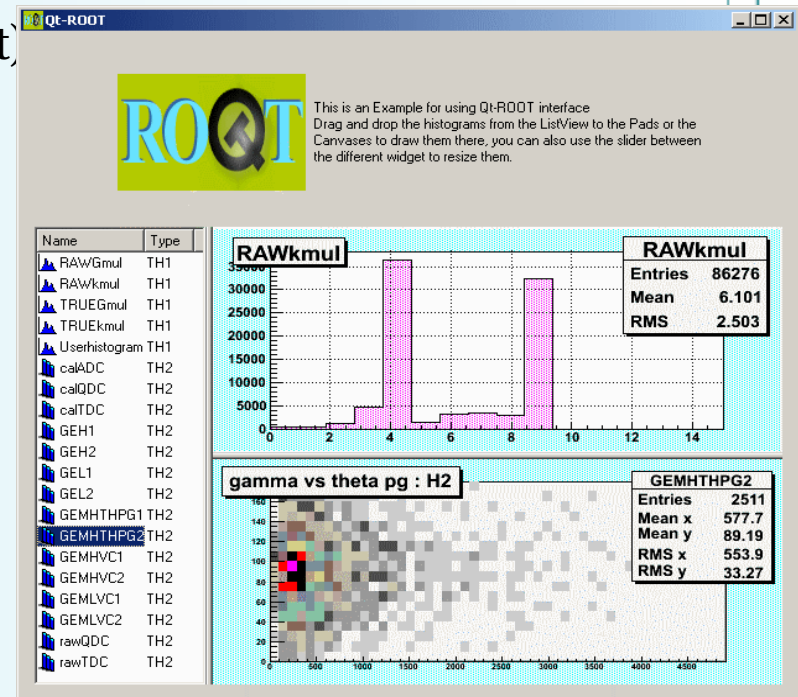 t)
Qt-ROOT
ROQT
This is an Example for using Qt-ROOT interface
Drag and drop the histograms from the ListView to the Pads or the
Canvases to draw them there, you can also use the slider between
the different widget to resize them.
Name Type
RAWGmul TH1
RAWkmul TH1
TRUEGmul TH1
TRUEkmul TH1
Userhistogram TH1
calADC TH2
calQDC TH2
calTDC TH2
GEH1 TH2
GEH2 TH2
GEL1 TH2
GEL2 TH2
GEMHTHPG1 TH2
GEMHTHPG2 TH2
GEMHVC1 TH2
GEMHVC2 TH2
GEMLVC1 TH2
GEMLVC2 TH2
rawQDC TH2
rawTDC TH2
RAWkmul
RAWkmul
Entries 86276
Mean 6.101
RMS 2.503
35000
30000
25000
20000
15000
10000
5000
0
0 2 4 6 8 10 12 14
gamma vs theta pg : H2
GEMHTHPG2
Entries 2511
Mean x 577.7
Mean y 89.19
RMS x 553.9
RMS y 33.27
160
140
120
100
80
60
40
20
0
0 500 1000 1500 2000 2500 3000 3500 4000 4500